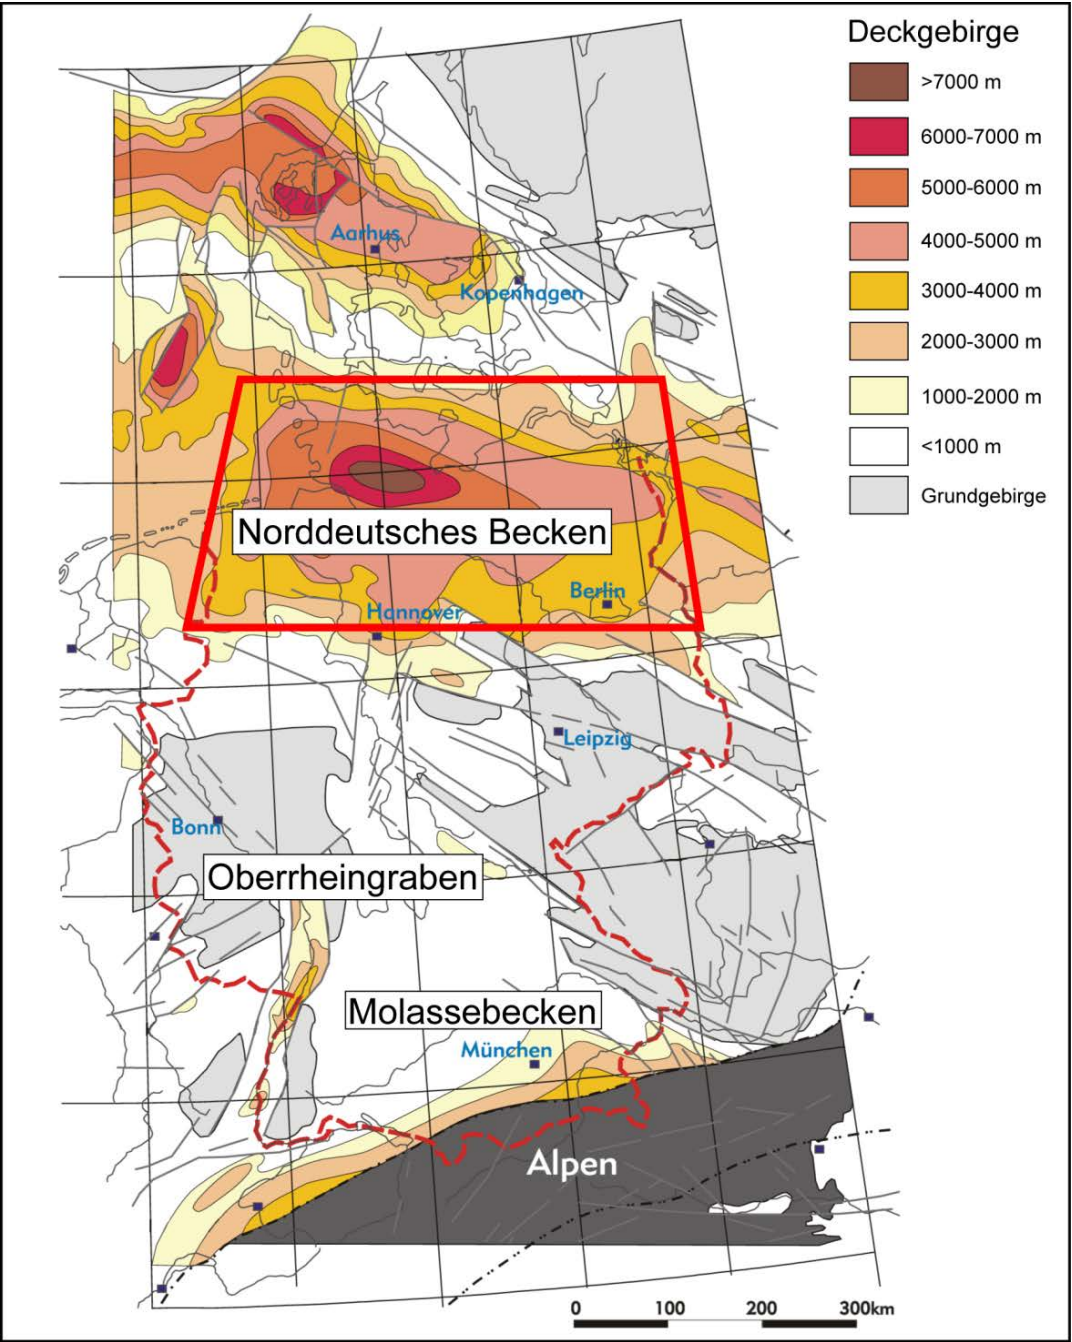 Deckgebirge
>7000 m
6000-7000 m
5000-6000 m
4000-5000 m
3000-4000 m
2000-3000 m
1000-2000 m
<1000 m
Grundgebirge
Aarhus
Kopenhagen
Norddeutsches Becken
Berlin
Hannover
Leipzig
Bonn
Oberrheingraben
Molassebecken
München
Alpen
0 100 200 300km